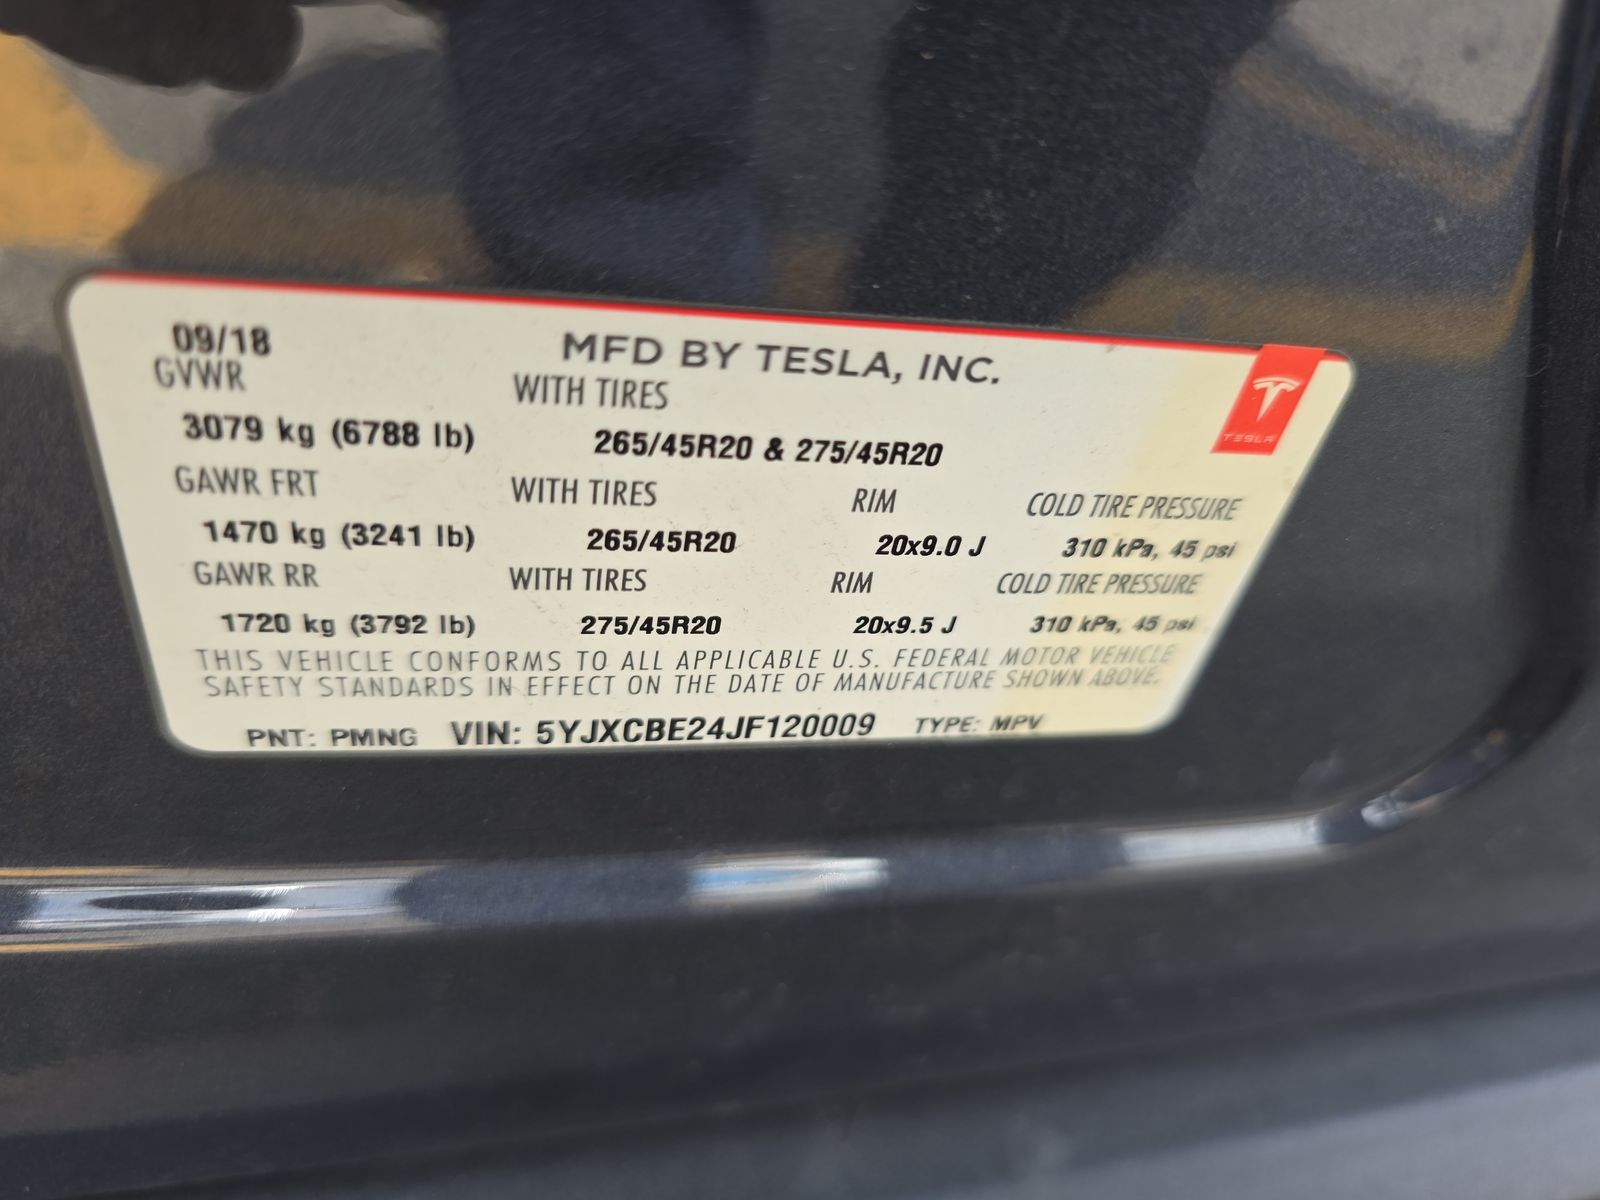 09/18 MFD BY TESLA, INC.
GVWR WITH TIRES
3079 kg (6788 lb) 265/45R20 & 275/45R20
TESLA
GAWR FRT WITH TIRES RIM COLD TIRE PRESSURE
1470 kg (3241 lb) 265/45R20 20x9.0 J 310 kPa, 45 psi
GAWR RR WITH TIRES RIM COLD TIRE PRESSURE
1720 kg (3792 lb) 275/45R20 20x9.5 J 310 kPa, 45 psi
THIS VEHICLE CONFORMS TO ALL APPLICABLE U.S. FEDERAL MOTOR VEHICLE
SAFETY STANDARDS IN EFFECT ON THE DATE OF MANUFACTURE SHOWN ABOVE.
PNT: PMNG VIN: 5YJXCBE24JF120009 TYPE: MPV